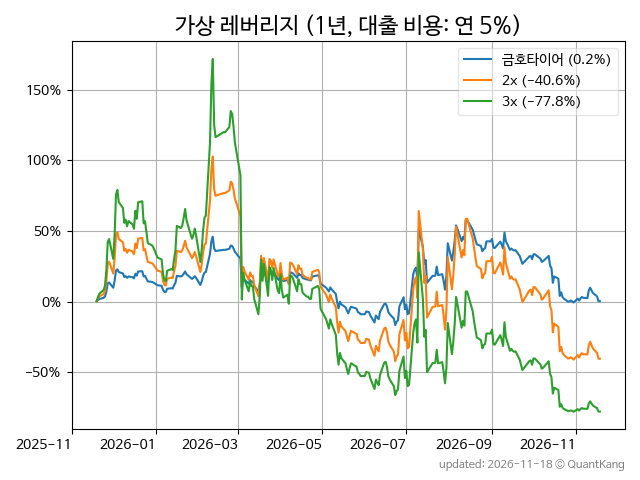 가상 레버리지 (1년, 대출 비용: 연 5%)
금호타이어 (0.2%)
2x (−40.6%)
3x (−77.8%)
150%
100%
50%
0%
−50%
2025-11
2026-01
2026-03
2026-05
2026-07
2026-09
2026-11
updated: 2026-11-18 © QuantKang